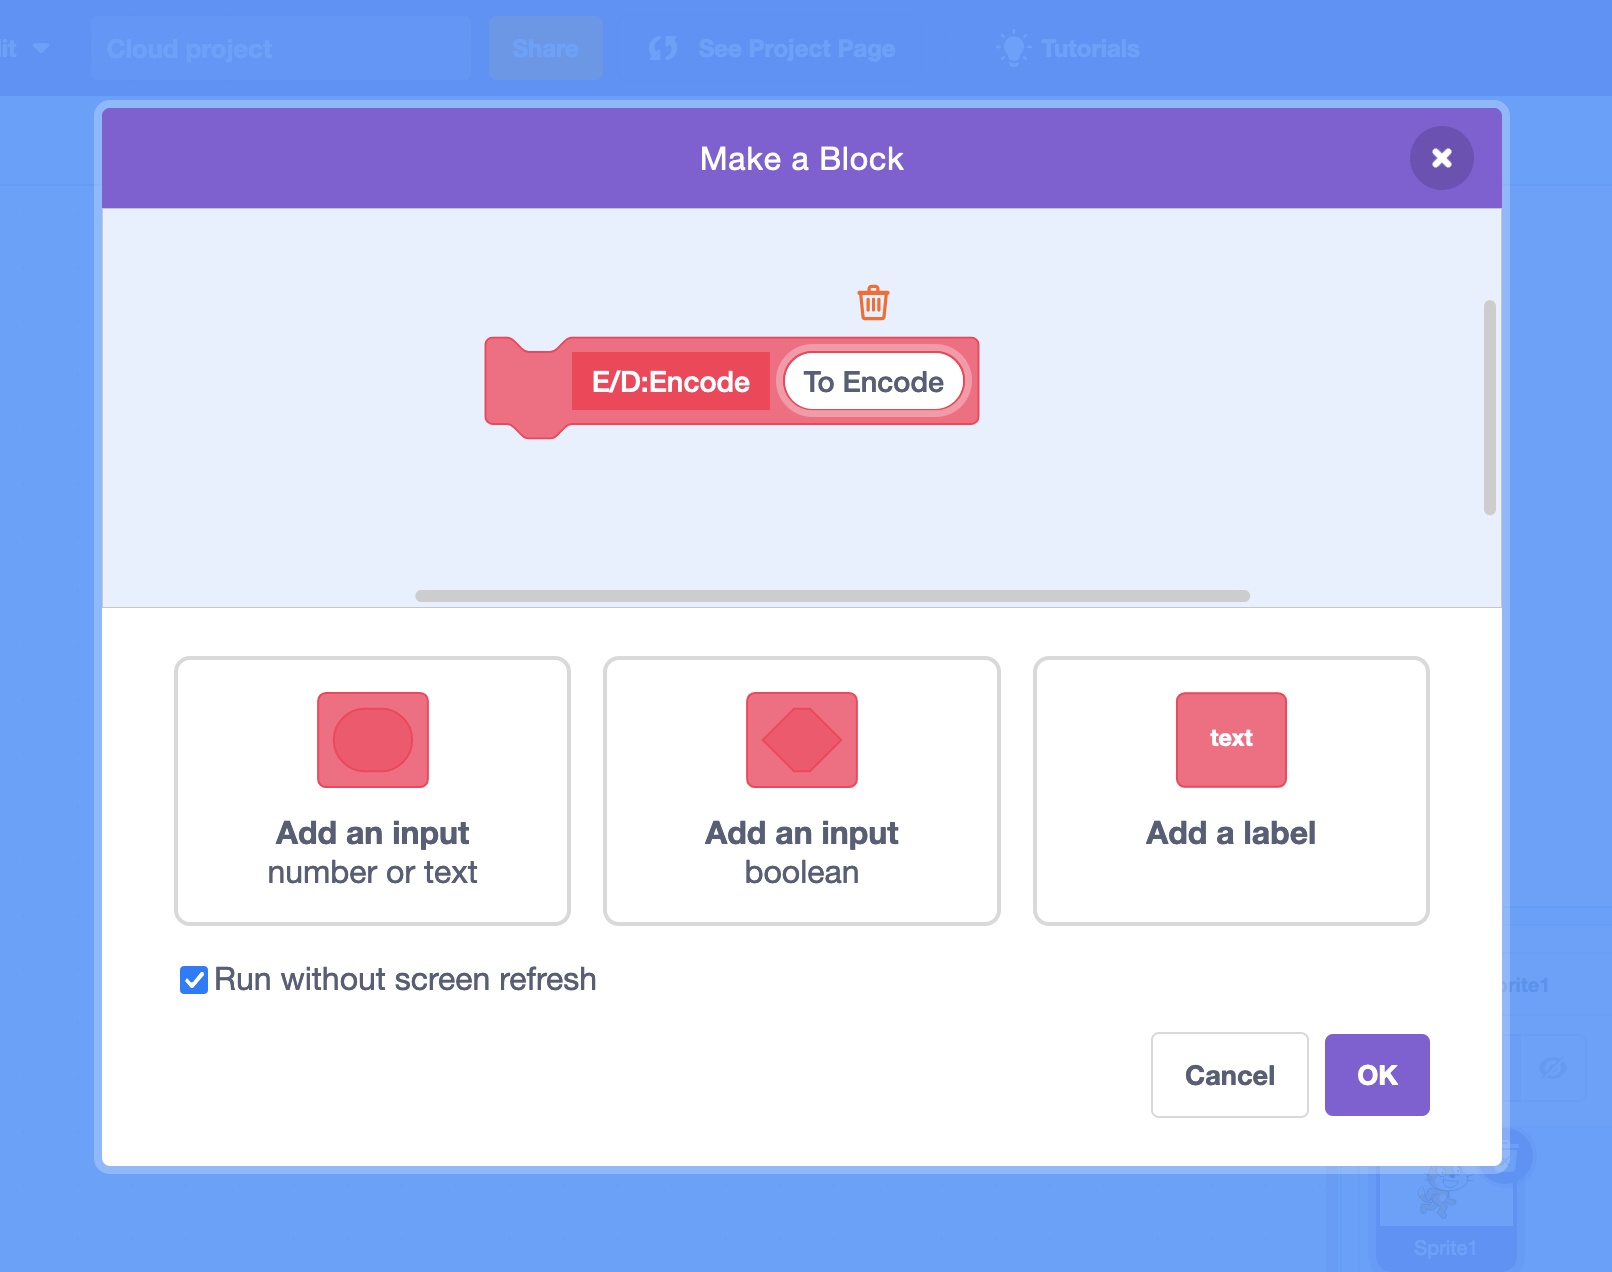 it
Cloud project
Share
See Project Page
Tutorials
Make a Block
E/D:Encode
To Encode
text
Add an input
number or text
Add an input
boolean
Add a label
Run without screen refresh
prite1
Cancel
OK
Sprite1